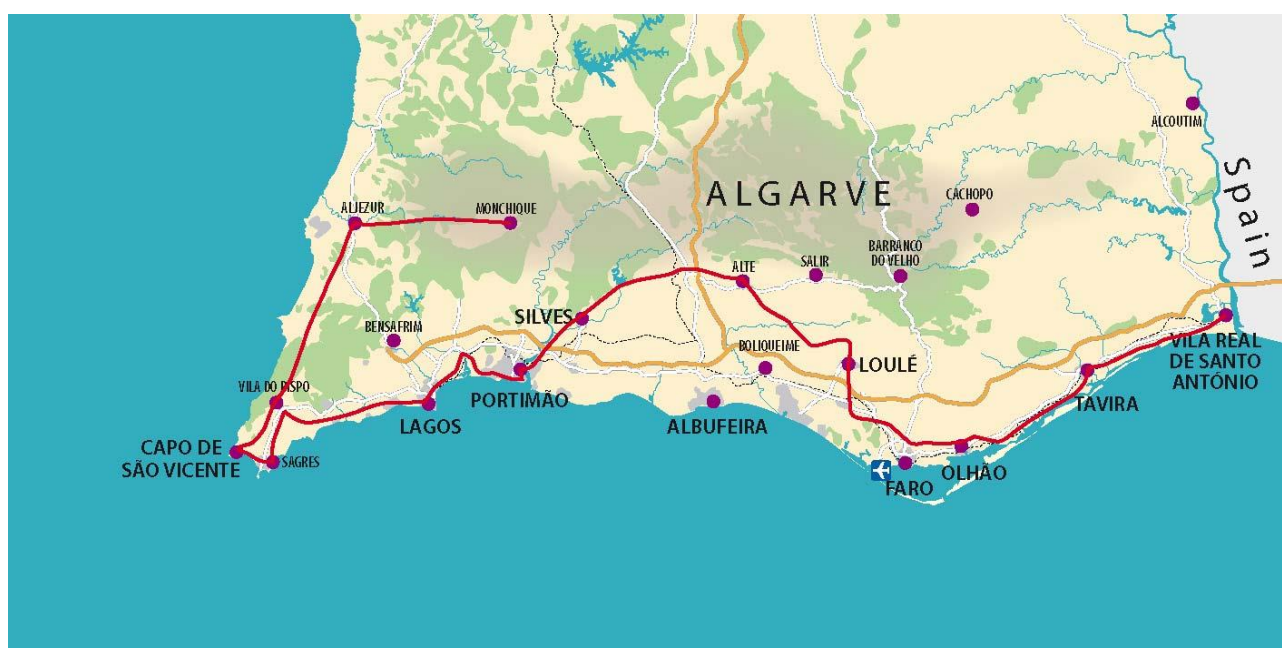 ALCOUTIM
Spain
ALGARVE
CACHOPO
ALJEZUR
MONCHIQUE
BARRANCO
DO VELHO
ALTE
SALIR
SILVES
BENSAFRIM
BOLIQUEIME
LOULÉ
VILA REAL
DE SANTO
ANTÓNIO
VILA DO BISPO
PORTIMÃO
TAVIRA
LAGOS
ALBUFEIRA
CAPO DE
SÃO VICENTE
SAGRES
OLHÃO
FARO